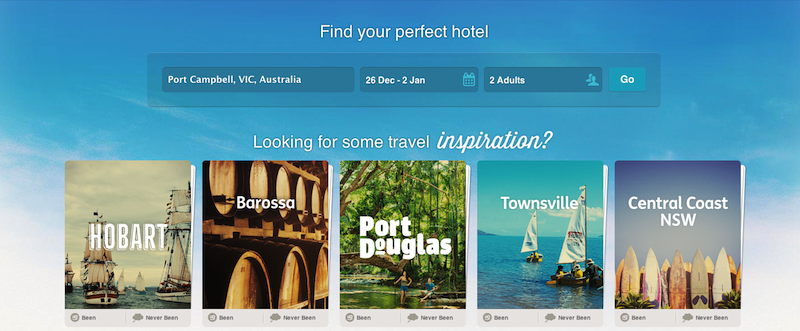 Find your perfect hotel
Port Campbell, VIC, Australia
26 Dec - 2 Jan
2 Adults
Go
Looking for some travel inspiration?
HOBART
Barossa
Port
Douglas
Townsville
Central Coast
NSW
Been
Never Been
Been
Never Been
Been
Never Been
Been
Never Been
Been
Never Been